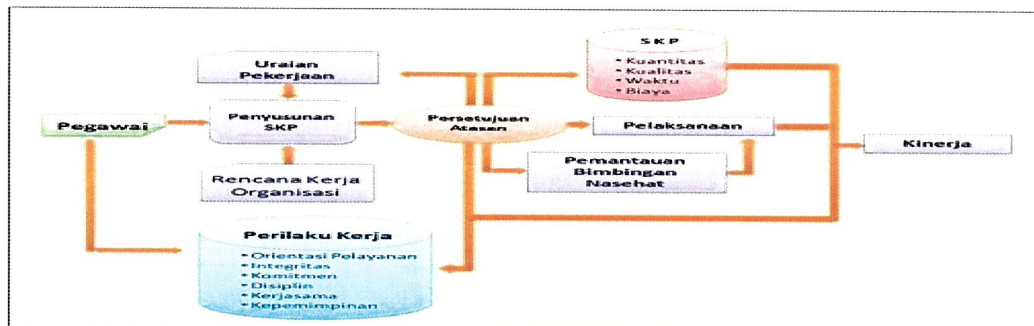 SKP
• Kuantitas
• Kualitas
• Waktu
• Biaya
Uraian
Pekerjaan
Pegawai
Penyusunan
SKP
Persetujuan
Atasan
Pelaksanaan
Kinerja
Rencana Kerja
Organisasi
Pemantauan
Bimbingan
Nasehat
Perilaku Kerja
• Orientasi Pelayanan
• Integritas
• Komitmen
• Disiplin
• Kerjasama
• Kepemimpinan